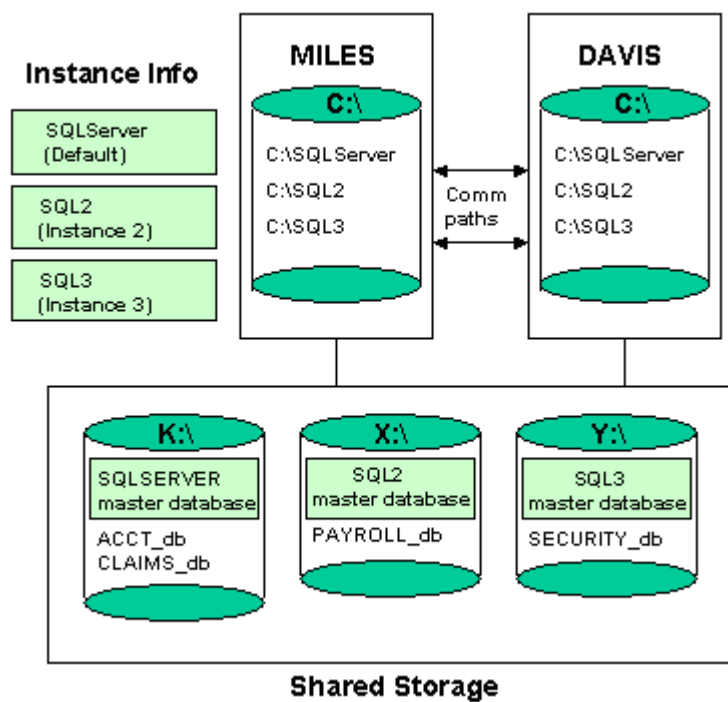 Instance Info
SQLServer
(Default)
SQL2
(Instance 2)
SQL3
(Instance 3)
MILES
C:\
C:\SQLServer
C:\SQL2
C:\SQL3
Comm
paths
DAVIS
C:\
C:\SQLServer
C:\SQL2
C:\SQL3
K:\
SQLSERVER
master database
ACCT_db
CLAIMS_db
X:\
SQL2
master database
PAYROLL_db
Y:\
SQL3
master database
SECURITY_db
Shared Storage